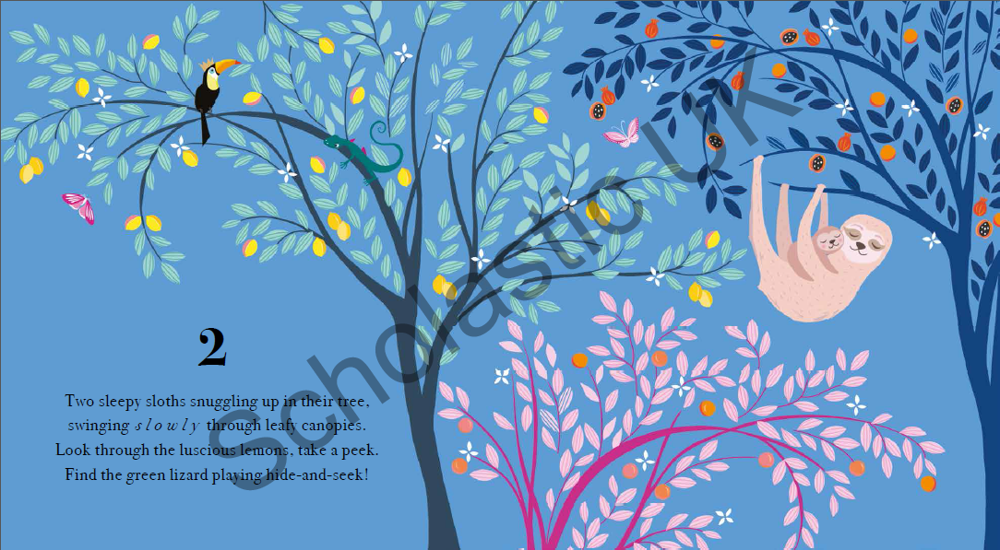 2
Two sleepy sloths snuggling up in their tree,
swinging slowly through leafy canopies.
Look through the luscious lemons, take a peek.
Find the green lizard playing hide-and-seek!
Scholastic UK